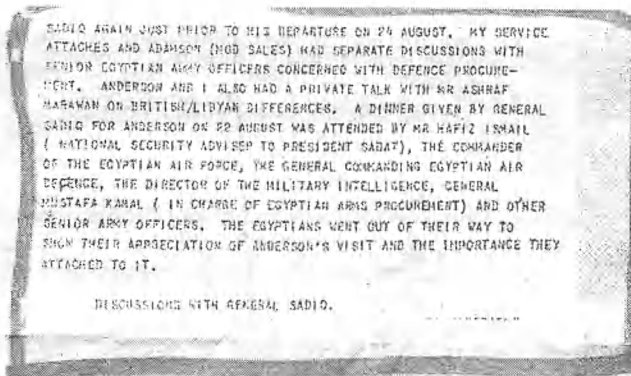 SADIQ AGAIN JUST PRIOR TO HIS DEPARTURE ON 24 AUGUST. MY SERVICE
ATTACHES AND ADAMSON (MOD SALES) HAD SEPARATE DISCUSSIONS WITH
SENIOR EGYPTIAN ARMY OFFICERS CONCERNED WITH DEFENCE PROCURE-
MENT. ANDERSON AND I ALSO HAD A PRIVATE TALK WITH MR ASHRAF
MARAWAN ON BRITISH/LIBYAN DIFFERENCES. A DINNER GIVEN BY GENERAL
SADIQ FOR ANDERSON ON 22 AUGUST WAS ATTENDED BY MR HAFIZ ISMAIL
( NATIONAL SECURITY ADVISER TO PRESIDENT SADAT), THE COMMANDER
OF THE EGYPTIAN AIR FORCE, THE GENERAL COMMANDING EGYPTIAN AIR
DEFENCE, THE DIRECTOR OF THE MILITARY INTELLIGENCE, GENERAL
MUSTAFA KAMAL ( IN CHARGE OF EGYPTIAN ARMS PROCUREMENT) AND OTHER
SENIOR ARMY OFFICERS. THE EGYPTIANS WENT OUT OF THEIR WAY TO
SHOW THEIR APPRECIATION OF ANDERSON'S VISIT AND THE IMPORTANCE THEY
ATTACHED TO IT.
DISCUSSIONS WITH GENERAL SADIQ.